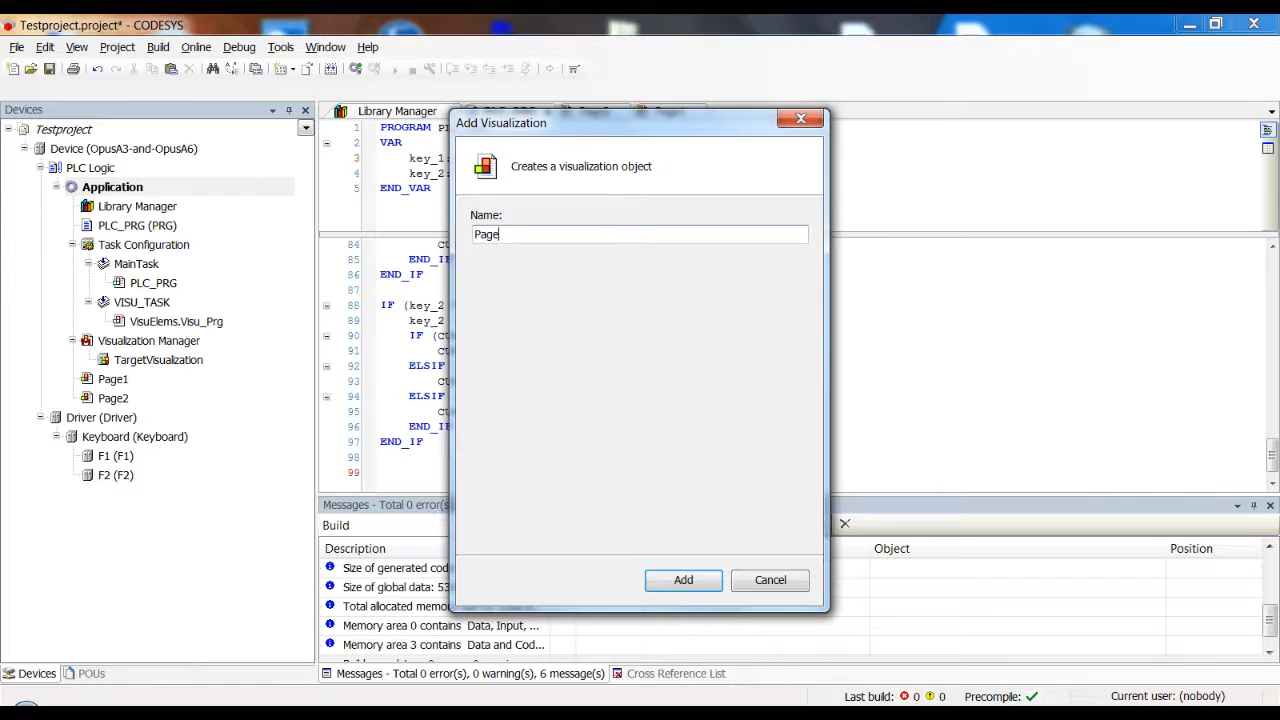 Testproject.project* - CODESYS
File Edit View Project Build Online Debug Tools Window Help
Devices
Testproject
Device (OpusA3-and-OpusA6)
PLC Logic
Application
Library Manager
PLC_PRG (PRG)
Task Configuration
MainTask
PLC_PRG
VISU_TASK
VisuElems.Visu_Prg
Visualization Manager
TargetVisualization
Page1
Page2
Driver (Driver)
Keyboard (Keyboard)
F1 (F1)
F2 (F2)
Devices POUs
Library Manager
1 PROGRAM
2 VAR
3 key_1:
4 key_2:
5 END_VAR
84
85 END_IF
86 END_IF
87
88 IF (key_2
89 key_2
90 IF
91
92 ELSIF
93
94 ELSIF
95
96 END_IF
97 END_IF
98
99
Add Visualization
Creates a visualization object
Name:
Page
Add Cancel
Messages - Total 0 error(s)
Build
Description Object Position
Size of generated cod
Size of global data: 53
Total allocated memo
Memory area 0 contains Data, Input, ...
Memory area 3 contains Data and Cod...
Messages - Total 0 error(s), 0 warning(s), 6 message(s) Cross Reference List
Last build: 0 0 Precompile: Current user: (nobody)